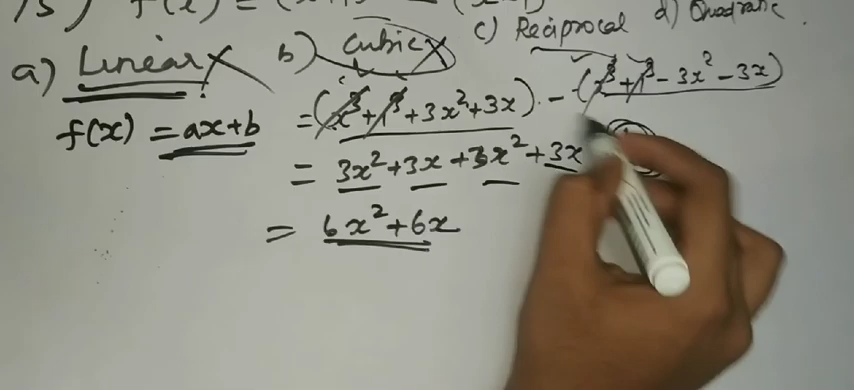 f(x) =
a) Linear b) Cubic c) Reciprocal d) Quadratic.
f(x) = ax+b = (x³+1³+3x²+3x) - (x³+1³-3x²-3x)
= 3x²+3x+3x²+3x
= 6x²+6x